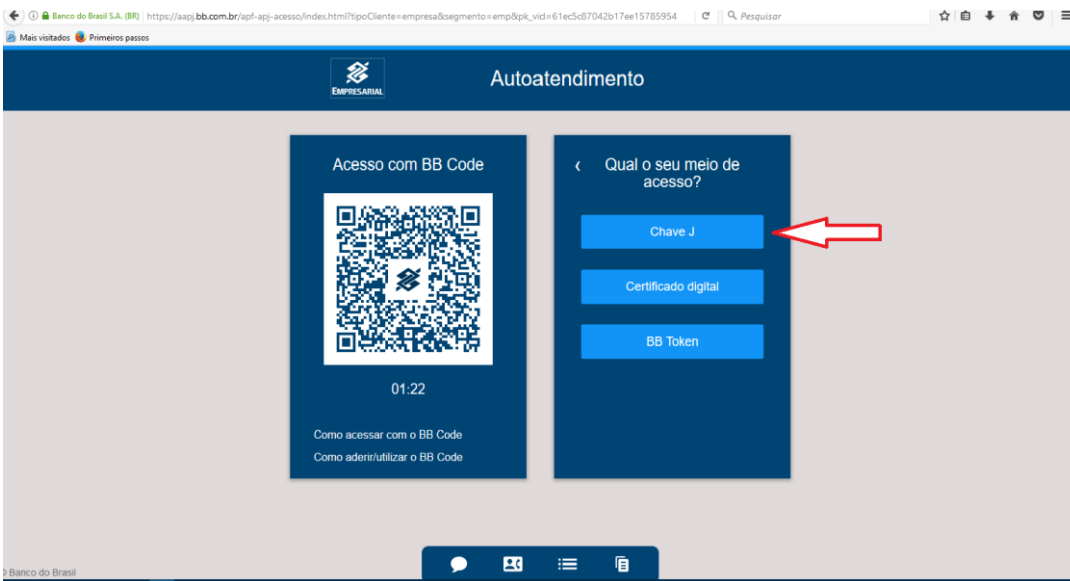 Banco do Brasil S.A. (BR) https://aapj.bb.com.br/apf-apj-acesso/index.html?tipoCliente=empresa&segmento=emp&pk_vid=61ec5c87042b17ee15785954 Pesquisar
Mais visitados Primeiros passos
EMPRESARIAL
Autoatendimento
Acesso com BB Code
01:22
Como acessar com o BB Code
Como aderir/utilizar o BB Code
Qual o seu meio de
acesso?
Chave J
Certificado digital
BB Token
© Banco do Brasil